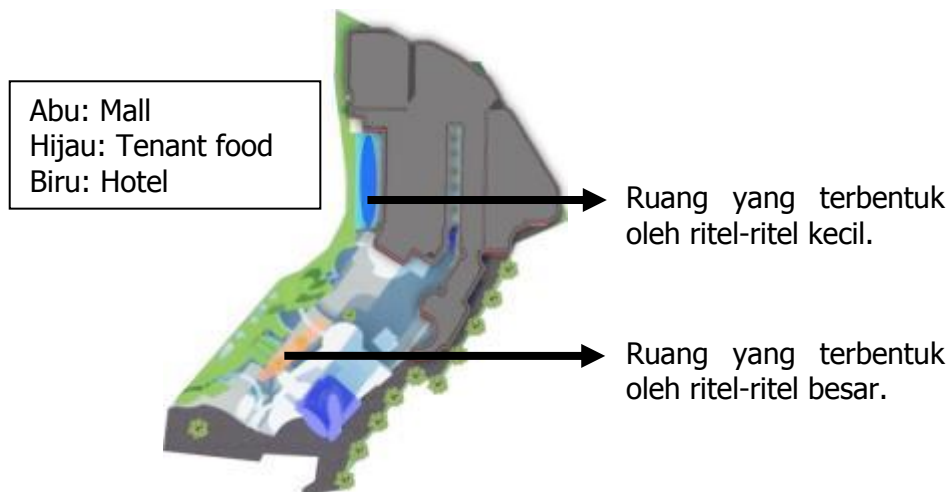 Abu: Mall
Hijau: Tenant food
Biru: Hotel
Ruang yang terbentuk
oleh ritel-ritel kecil.
Ruang yang terbentuk
oleh ritel-ritel besar.